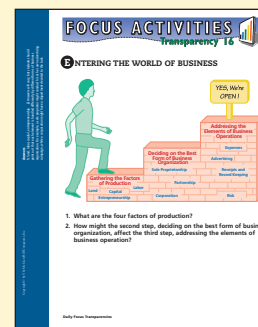 FOCUS ACTIVITIES
Transparency 16
ENTERING THE WORLD OF BUSINESS
YES, We're
OPEN!
Addressing the
Elements of Business
Operations
Expenses
Advertising
Receipts and
Record Keeping
Risk
Deciding on the Best
Form of Business
Organization
Sole Proprietorship
Partnership
Corporation
Gathering the Factors
of Production
Land
Capital
Labor
Entrepreneurship
1. What are the four factors of production?
2. How might the second step, deciding on the best form of busin
organization, affect the third step, addressing the elements of
business operation?
Daily Focus Transparencies